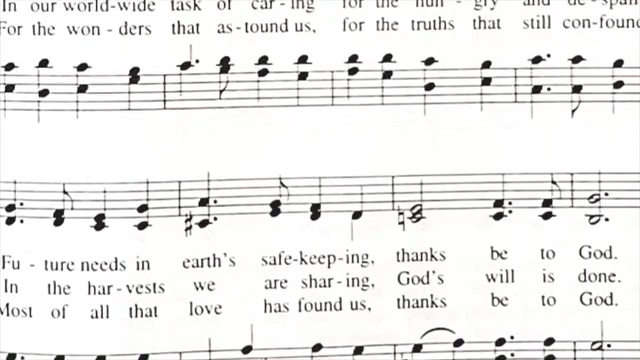 In our world-wide task of car - ing for the hun - gry and de - spair
For the won - ders that as - tound us, for the truths that still con - found
Fu - ture needs in earth's safe - keep - ing, thanks be to God.
In the har - vests we are shar - ing, God's will is done.
Most of all that love has found us, thanks be to God.